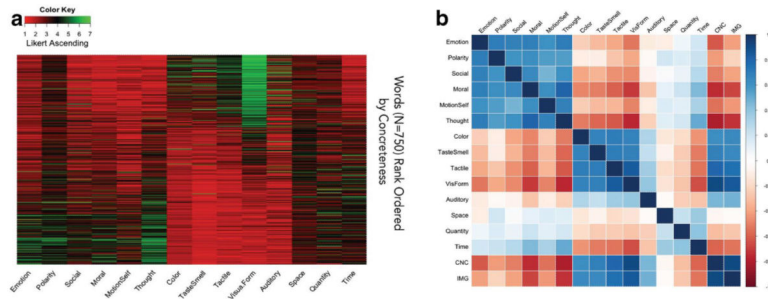 a
Color Key
1 2 3 4 5 6 7
Likert Ascending
Words (N=750) Rank Ordered
by Concreteness
Emotion
Polarity
Social
Moral
MotionSelf
Thought
Color
TasteSmell
Tactile
Visual.Form
Auditory
Space
Quantity
Time
b
Emotion
Polarity
Social
Moral
MotionSelf
Thought
Color
TasteSmell
Tactile
VisForm
Auditory
Space
Quantity
Time
CNC
IMG
Emotion
Polarity
Social
Moral
MotionSelf
Thought
Color
TasteSmell
Tactile
VisForm
Auditory
Space
Quantity
Time
CNC
IMG